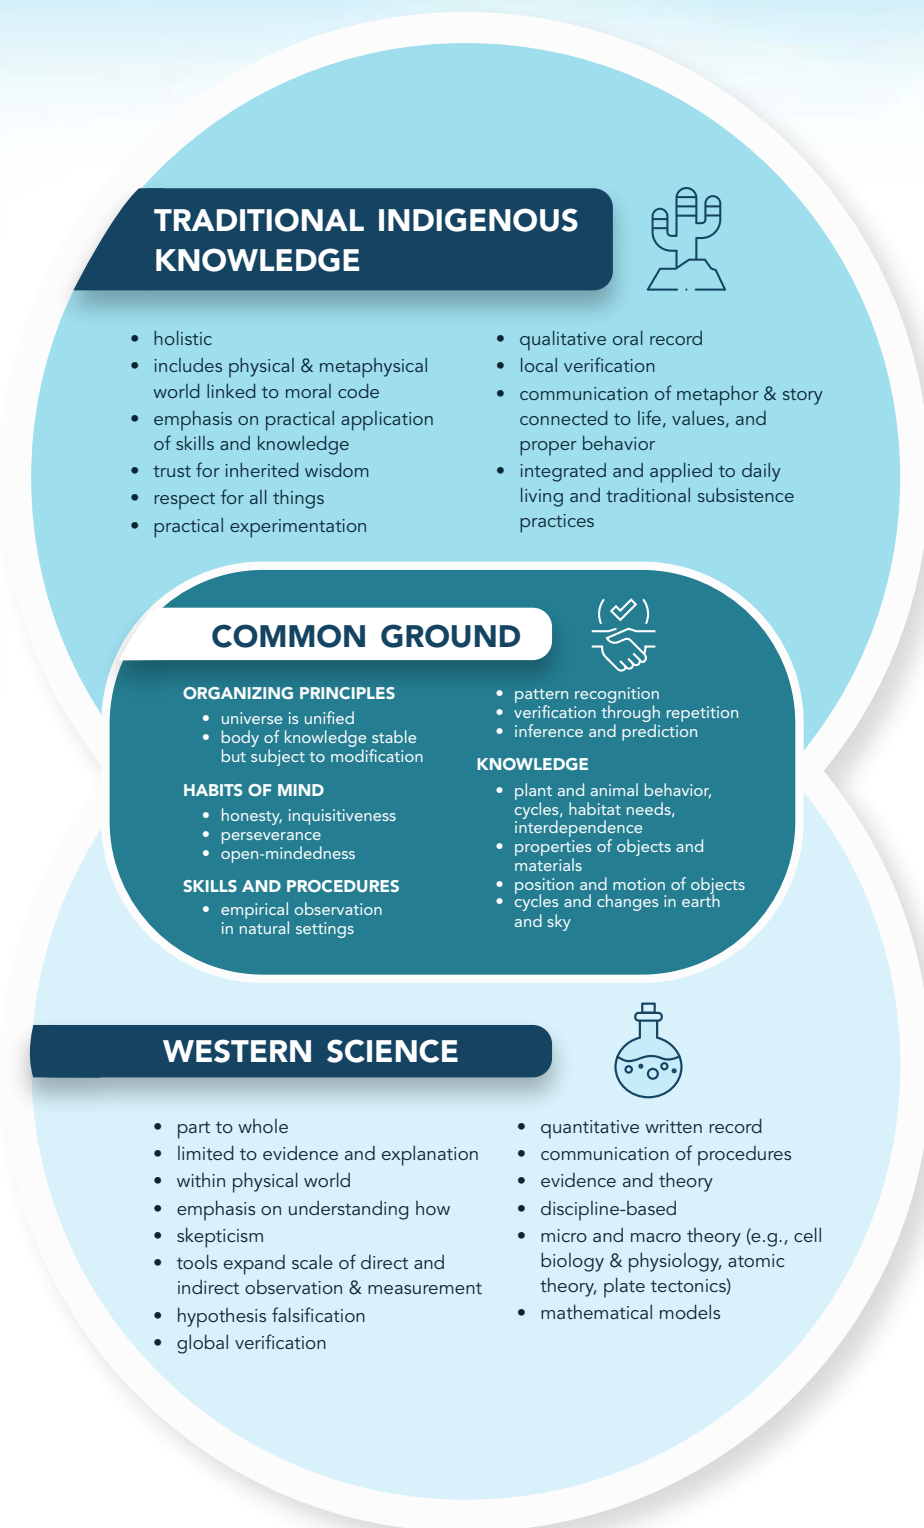 TRADITIONAL INDIGENOUS
KNOWLEDGE
• holistic
• includes physical & metaphysical
world linked to moral code
• emphasis on practical application
of skills and knowledge
• trust for inherited wisdom
• respect for all things
• practical experimentation
• qualitative oral record
• local verification
• communication of metaphor & story
connected to life, values, and
proper behavior
• integrated and applied to daily
living and traditional subsistence
practices
COMMON GROUND
ORGANIZING PRINCIPLES
• universe is unified
• body of knowledge stable
but subject to modification
HABITS OF MIND
• honesty, inquisitiveness
• perseverance
• open-mindedness
SKILLS AND PROCEDURES
• empirical observation
in natural settings
• pattern recognition
• verification through repetition
• inference and prediction
KNOWLEDGE
• plant and animal behavior,
cycles, habitat needs,
interdependence
• properties of objects and
materials
• position and motion of objects
• cycles and changes in earth
and sky
WESTERN SCIENCE
• part to whole
• limited to evidence and explanation
• within physical world
• emphasis on understanding how
• skepticism
• tools expand scale of direct and
indirect observation & measurement
• hypothesis falsification
• global verification
• quantitative written record
• communication of procedures
• evidence and theory
• discipline-based
• micro and macro theory (e.g., cell
biology & physiology, atomic
theory, plate tectonics)
• mathematical models